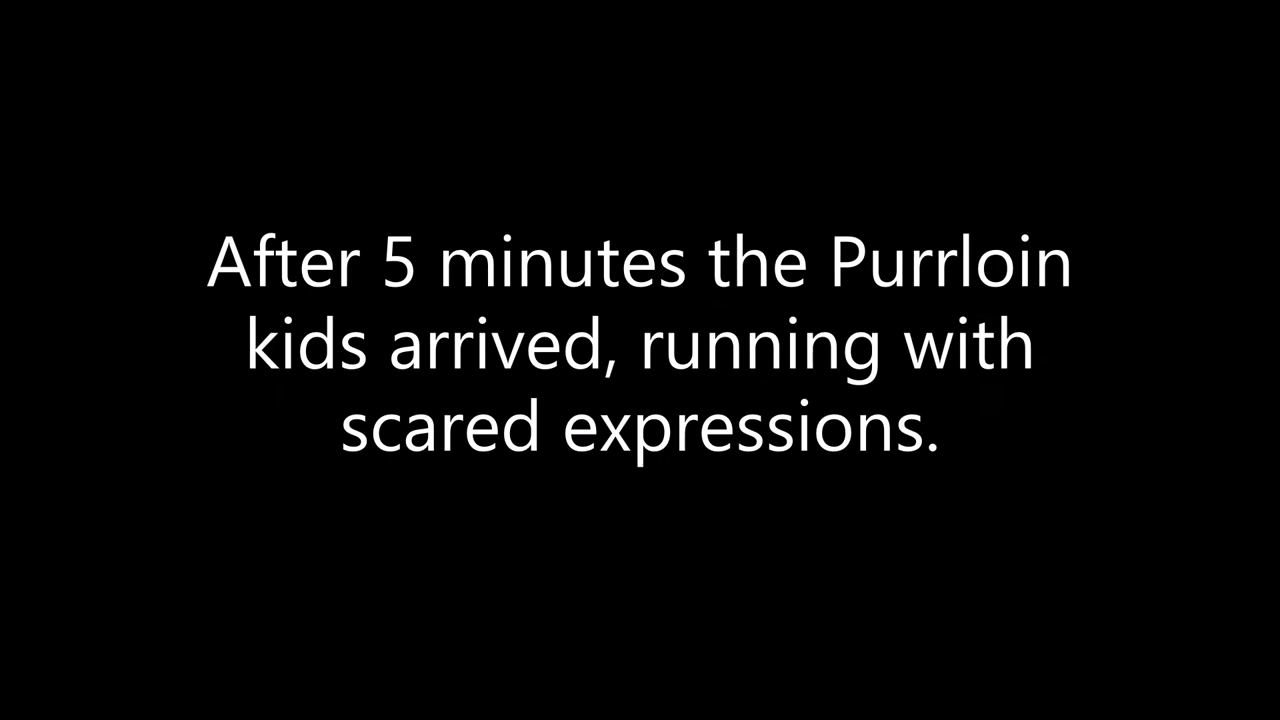 After 5 minutes the Purrloin
kids arrived, running with
scared expressions.